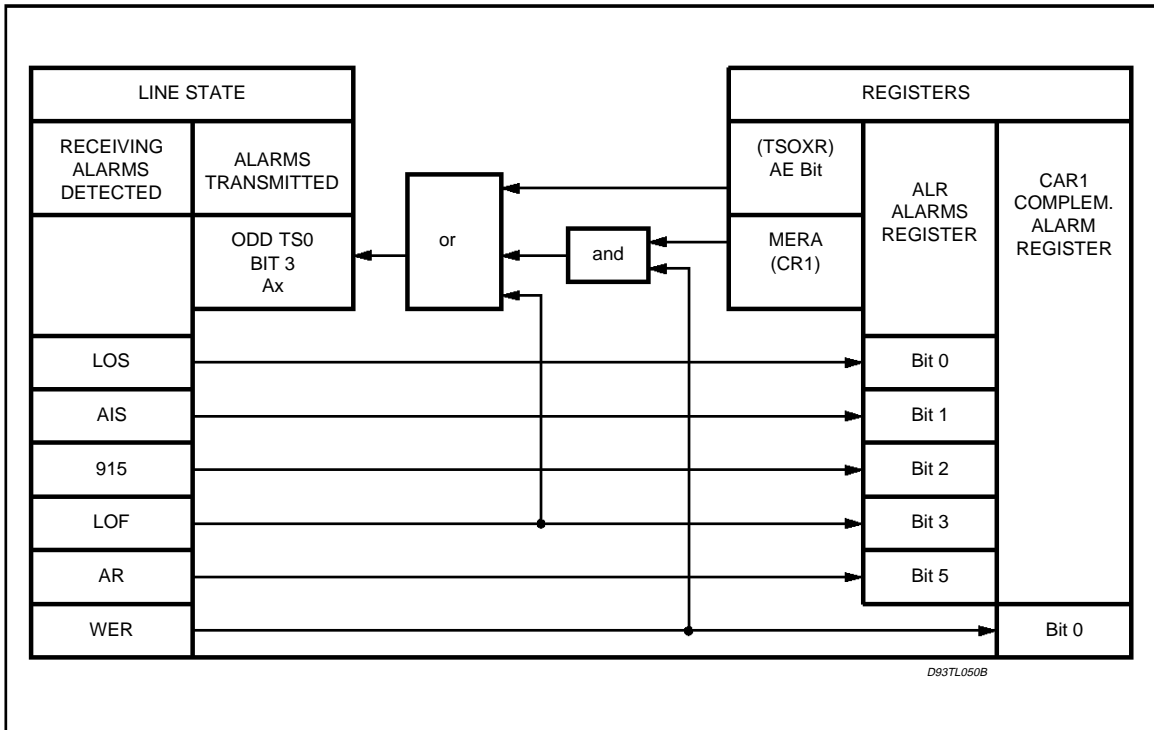 LINE STATE
REGISTERS
RECEIVING
ALARMS
DETECTED
ALARMS
TRANSMITTED
(TSOXR)
AE Bit
ALR
ALARMS
REGISTER
CAR1
COMPLEM.
ALARM
REGISTER
ODD TS0
BIT 3
Ax
or
and
MERA
(CR1)
LOS
Bit 0
AIS
Bit 1
915
Bit 2
LOF
Bit 3
AR
Bit 5
WER
Bit 0
D93TL050B